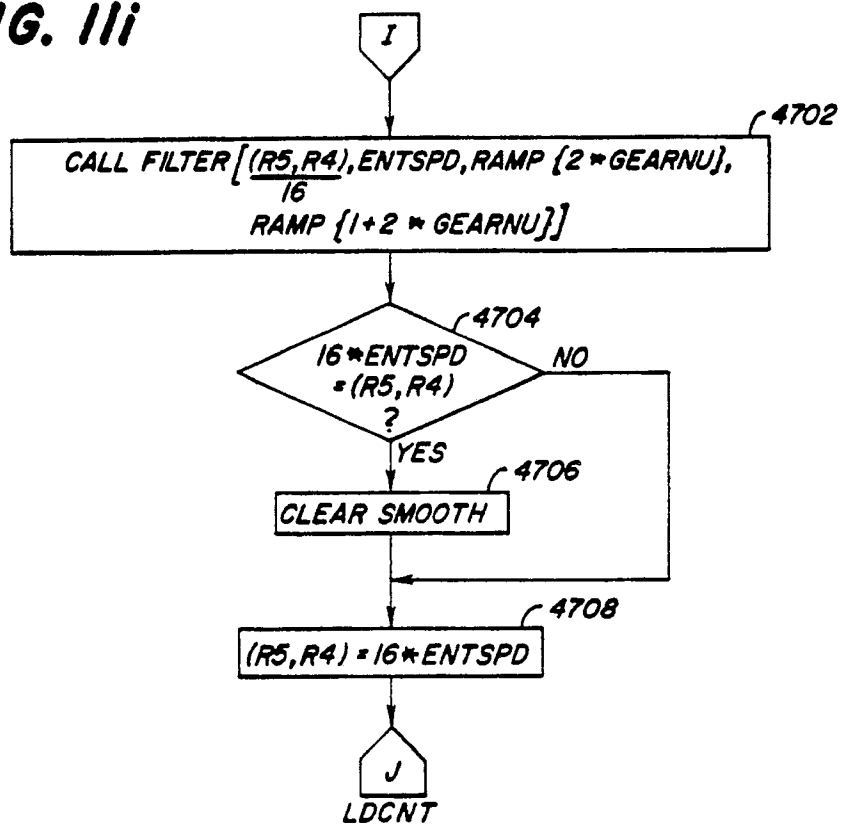 G. 11i
I
4702
CALL FILTER[(R5,R4),ENTSPD,RAMP {2*GEARNU},
16
RAMP {1+2*GEARNU}]
4704
16*ENTSPD
=(R5,R4)
?
NO
YES
4706
CLEAR SMOOTH
4708
(R5,R4)=16*ENTSPD
J
LDCNT